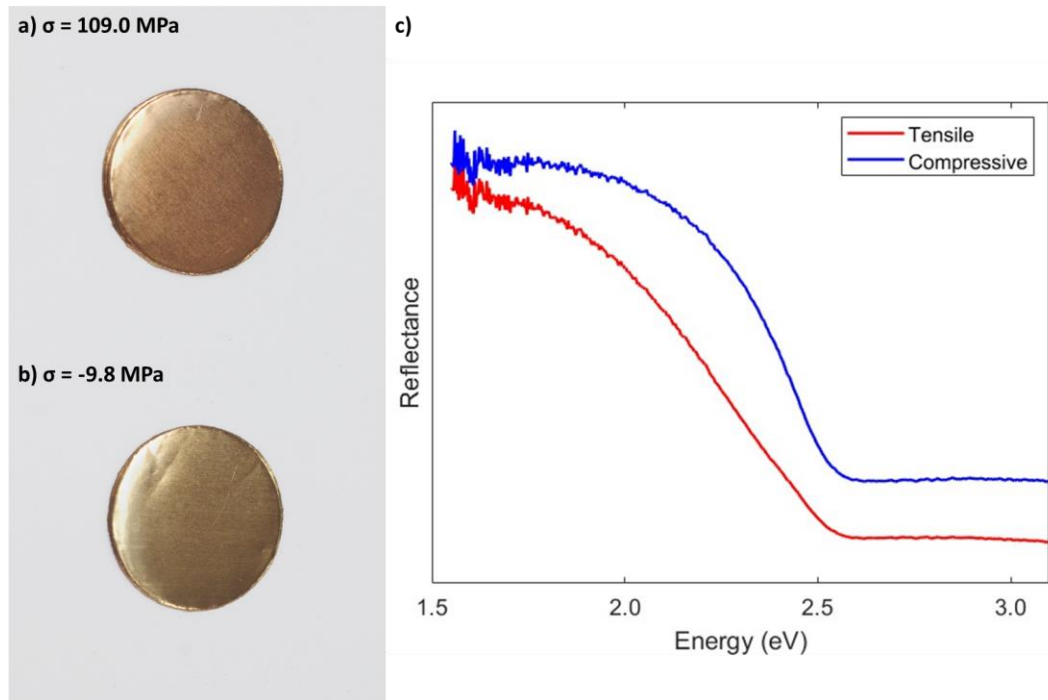 a) σ = 109.0 MPa
b) σ = -9.8 MPa
c)
Tensile
Compressive
Reflectance
1.5 2.0 2.5 3.0
Energy (eV)